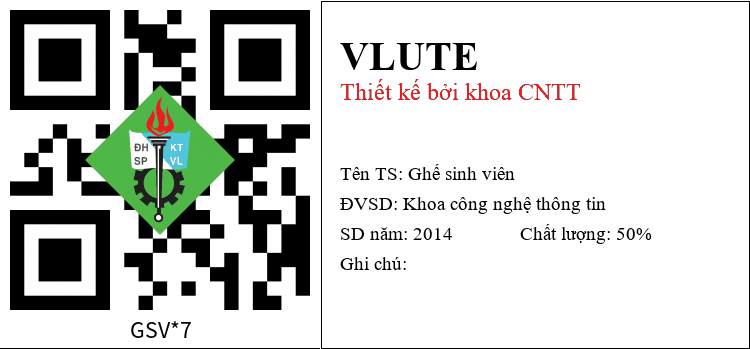 ĐH KT
SP VL
GSV*7
VLUTE
Thiết kế bởi khoa CNTT
Tên TS: Ghế sinh viên
ĐVSD: Khoa công nghệ thông tin
SD năm: 2014 Chất lượng: 50%
Ghi chú: